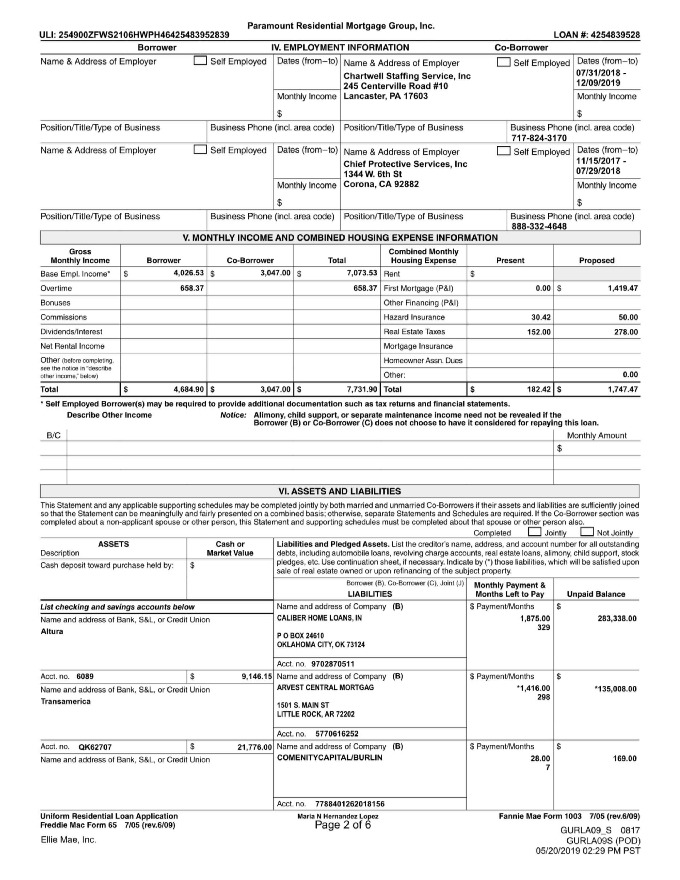 Paramount Residential Mortgage Group, Inc.
ULI: 254900ZFWS2106HWPH46425483952839 LOAN #: 4254839528
Borrower IV. EMPLOYMENT INFORMATION Co-Borrower
Name & Address of Employer Self Employed Dates (from–to) Name & Address of Employer Self Employed Dates (from–to)
Chartwell Staffing Service, Inc 07/31/2018 -
245 Centerville Road #10 12/09/2019
Monthly Income Lancaster, PA 17603 Monthly Income
$ $
Position/Title/Type of Business Business Phone (incl. area code) Position/Title/Type of Business Business Phone (incl. area code)
717-824-3170
Name & Address of Employer Self Employed Dates (from–to) Name & Address of Employer Self Employed Dates (from–to)
Chief Protective Services, Inc 11/15/2017 -
1344 W. 6th St 07/29/2018
Monthly Income Corona, CA 92882 Monthly Income
$ $
Position/Title/Type of Business Business Phone (incl. area code) Position/Title/Type of Business Business Phone (incl. area code)
888-332-4648
V. MONTHLY INCOME AND COMBINED HOUSING EXPENSE INFORMATION
Gross Monthly Income Borrower Co-Borrower Total Combined Monthly Housing Expense Present Proposed
Base Empl. Income* $ 4,026.53 $ 3,047.00 $ 7,073.53 Rent $
Overtime 658.37 658.37 First Mortgage (P&I) 0.00 $ 1,419.47
Bonuses Other Financing (P&I)
Commissions Hazard Insurance 30.42 50.00
Dividends/Interest Real Estate Taxes 152.00 278.00
Net Rental Income Mortgage Insurance
Other (before completing, Homeowner Assn. Dues
see the notice in "describe
other income," below) Other: 0.00
Total $ 4,684.90 $ 3,047.00 $ 7,731.90 Total $ 182.42 $ 1,747.47
* Self Employed Borrower(s) may be required to provide additional documentation such as tax returns and financial statements.
Describe Other Income Notice: Alimony, child support, or separate maintenance income need not be revealed if the
Borrower (B) or Co-Borrower (C) does not choose to have it considered for repaying this loan.
B/C Monthly Amount
$
VI. ASSETS AND LIABILITIES
This Statement and any applicable supporting schedules may be completed jointly by both married and unmarried Co-Borrowers if their assets and liabilities are sufficiently joined
so that the Statement can be meaningfully and fairly presented on a combined basis; otherwise, separate Statements and Schedules are required. If the Co-Borrower section was
completed about a non-applicant spouse or other person, this Statement and supporting schedules must be completed about that spouse or other person also.
Completed Jointly Not Jointly
ASSETS Cash or Market Value
Description
Cash deposit toward purchase held by: $
Liabilities and Pledged Assets. List the creditor's name, address, and account number for all outstanding
debts, including automobile loans, revolving charge accounts, real estate loans, alimony, child support, stock
pledges, etc. Use continuation sheet, if necessary. Indicate by (*) those liabilities, which will be satisfied upon
sale of real estate owned or upon refinancing of the subject property.
Borrower (B), Co-Borrower (C), Joint (J)
LIABILITIES Monthly Payment & Months Left to Pay Unpaid Balance
List checking and savings accounts below Name and address of Company (B) $ Payment/Months $
Name and address of Bank, S&L, or Credit Union CALIBER HOME LOANS, IN 1,875.00 283,338.00
Altura 329
P O BOX 24610
OKLAHOMA CITY, OK 73124
Acct. no. 9702870511
Acct. no. 6089 $ 9,146.15 Name and address of Company (B) $ Payment/Months $
Name and address of Bank, S&L, or Credit Union ARVEST CENTRAL MORTGAG *1,416.00 *135,008.00
Transamerica 298
1501 S. MAIN ST
LITTLE ROCK, AR 72202
Acct. no. 5770616252
Acct. no. QK62707 $ 21,776.00 Name and address of Company (B) $ Payment/Months $
Name and address of Bank, S&L, or Credit Union COMENITYCAPITAL/BURLIN 28.00 169.00
7
Acct. no. 7788401262018156
Uniform Residential Loan Application Maria N Hernandez Lopez Fannie Mae Form 1003 7/05 (rev.6/09)
Freddie Mac Form 65 7/05 (rev.6/09) Page 2 of 6
GURLA09_S 0817
Ellie Mae, Inc. GURLA09S (POD)
05/20/2019 02:29 PM PST